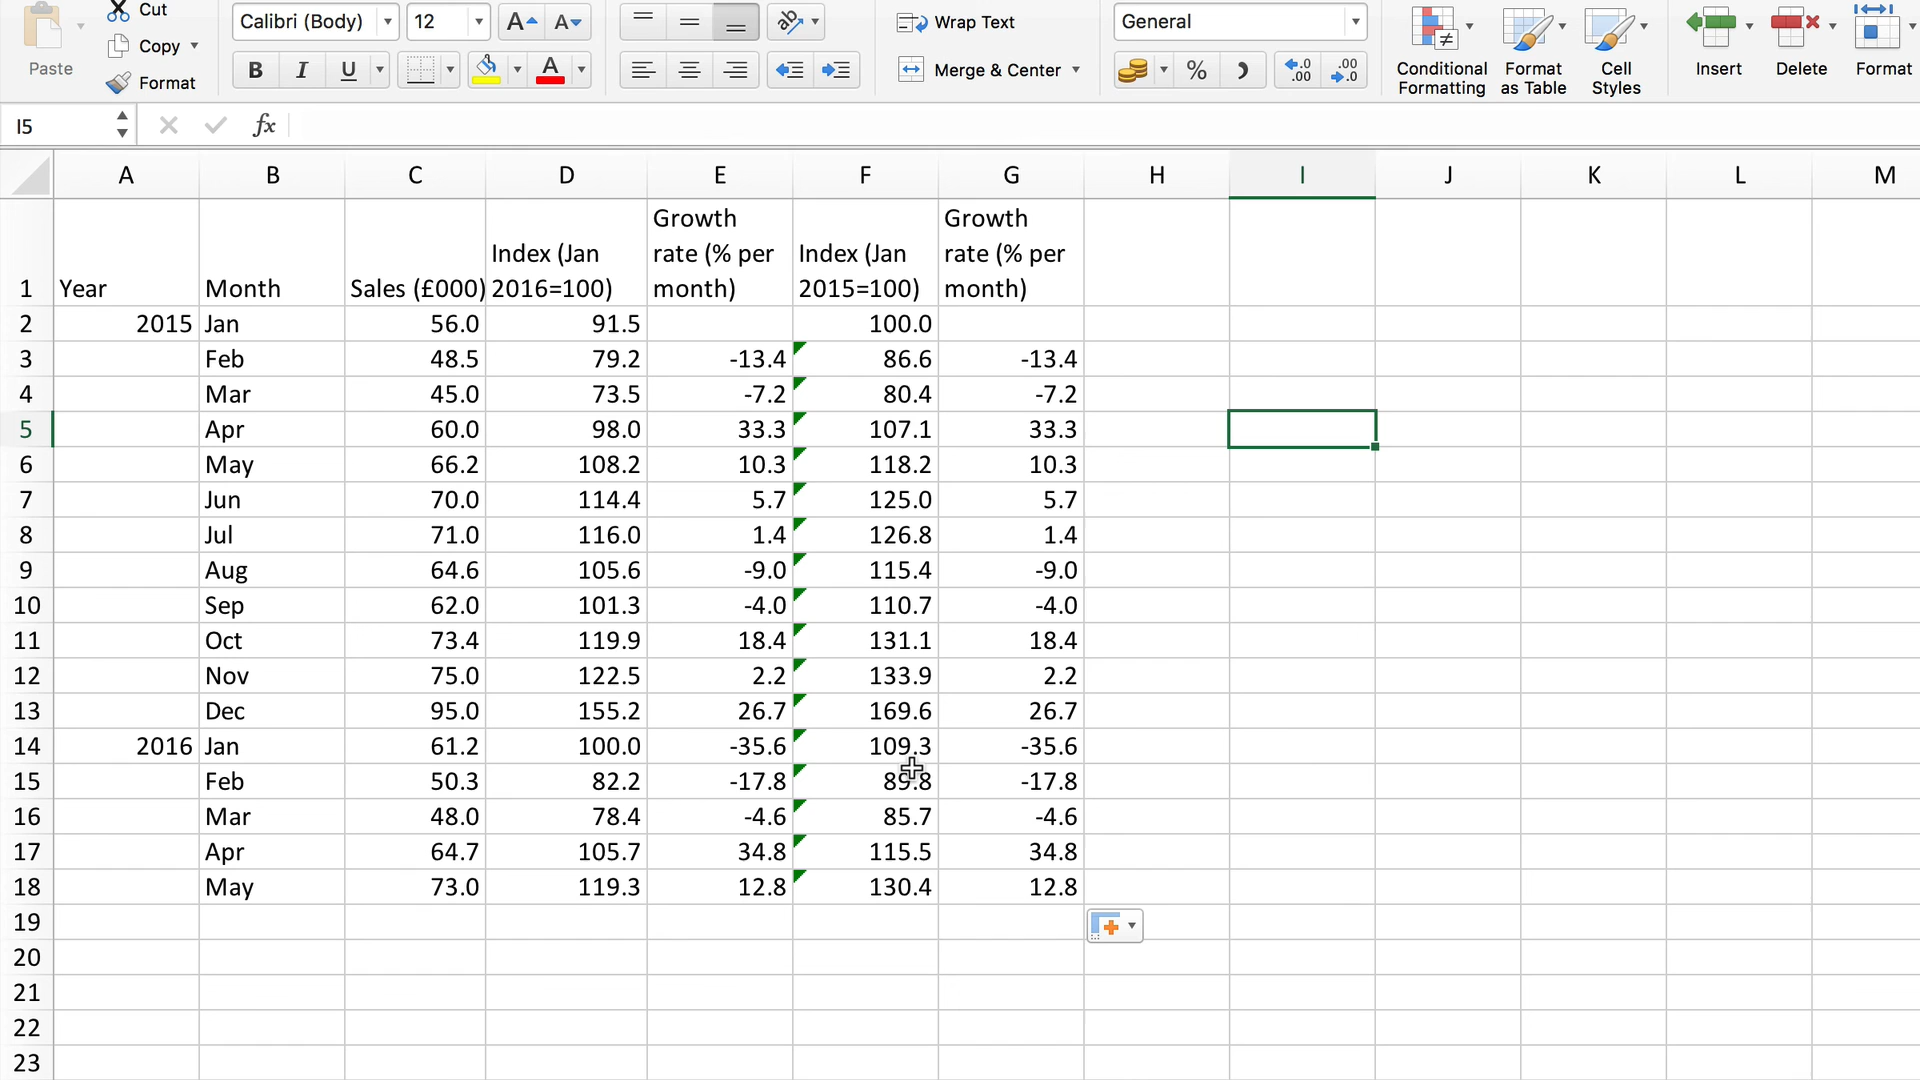 Cut
Calibri (Body) 12 A A Wrap Text General
Copy
Paste B I U A Merge & Center % Conditional Formatting Format as Table Cell Styles Insert Delete Format
Format
I5 fx
A B C D E F G H I J K L M
1 Year Month Sales (£000) Index (Jan 2016=100) Growth rate (% per month) Index (Jan 2015=100) Growth rate (% per month)
2 2015 Jan 56.0 91.5 100.0
3 Feb 48.5 79.2 -13.4 86.6 -13.4
4 Mar 45.0 73.5 -7.2 80.4 -7.2
5 Apr 60.0 98.0 33.3 107.1 33.3
6 May 66.2 108.2 10.3 118.2 10.3
7 Jun 70.0 114.4 5.7 125.0 5.7
8 Jul 71.0 116.0 1.4 126.8 1.4
9 Aug 64.6 105.6 -9.0 115.4 -9.0
10 Sep 62.0 101.3 -4.0 110.7 -4.0
11 Oct 73.4 119.9 18.4 131.1 18.4
12 Nov 75.0 122.5 2.2 133.9 2.2
13 Dec 95.0 155.2 26.7 169.6 26.7
14 2016 Jan 61.2 100.0 -35.6 109.3 -35.6
15 Feb 50.3 82.2 -17.8 89.8 -17.8
16 Mar 48.0 78.4 -4.6 85.7 -4.6
17 Apr 64.7 105.7 34.8 115.5 34.8
18 May 73.0 119.3 12.8 130.4 12.8
19
20
21
22
23